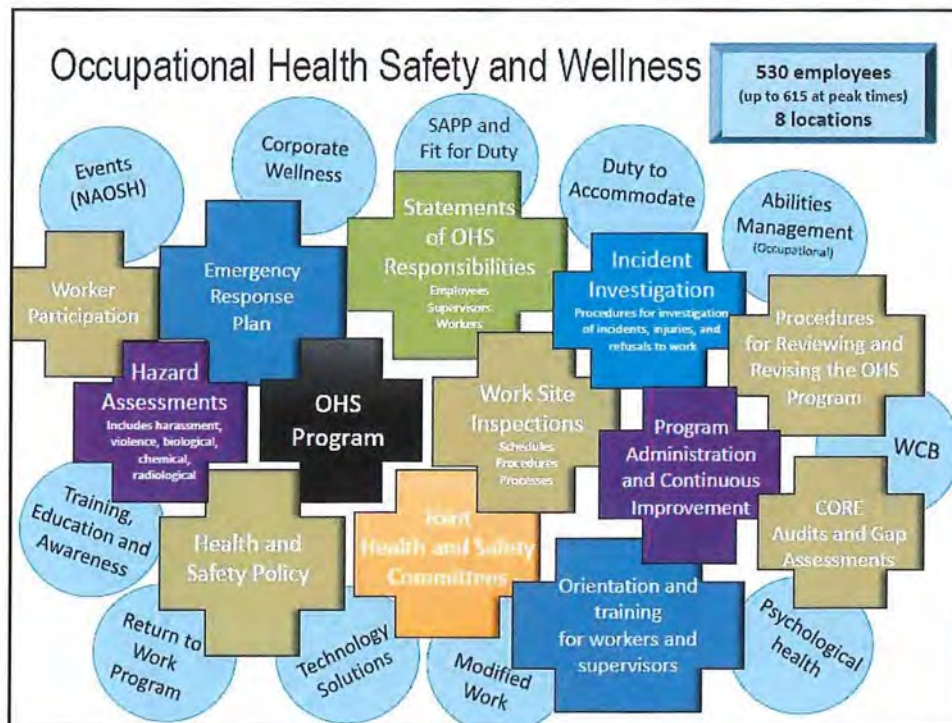 Occupational Health Safety and Wellness
530 employees
(up to 615 at peak times)
8 locations
Events
(NAOSH)
Corporate
Wellness
SAPP and
Fit for Duty
Duty to
Accommodate
Abilities
Management
(Occupational)
Worker
Participation
Emergency
Response
Plan
Statements
of OHS
Responsibilities
Employees
Supervisors
Workers
Incident
Investigation
Procedures for investigation
of incidents, injuries, and
refusals to work
Procedures
for Reviewing and
Revising the OHS
Program
Hazard
Assessments
Includes harassment,
violence, biological,
chemical,
radiological
OHS
Program
Work Site
Inspections
Schedules
Procedures
Processes
Program
Administration
and Continuous
Improvement
WCB
CORE
Audits and Gap
Assessments
Training,
Education and
Awareness
Health and
Safety Policy
Joint
Health and Safety
Committees
Orientation and
training
for workers and
supervisors
Return to
Work
Program
Technology
Solutions
Modified
Work
Psychological
health